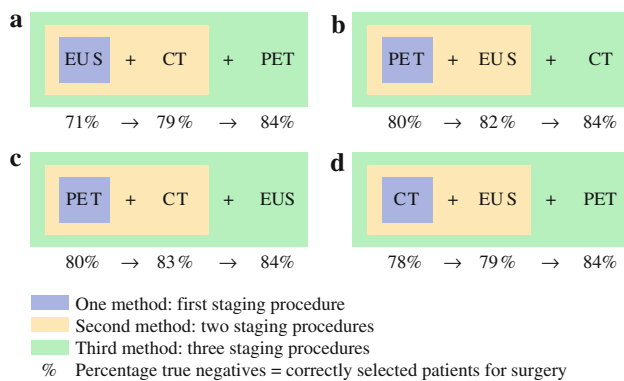 a
EUS + CT + PET
71% → 79% → 84%
b
PET + EUS + CT
80% → 82% → 84%
c
PET + CT + EUS
80% → 83% → 84%
d
CT + EUS + PET
78% → 79% → 84%
One method: first staging procedure
Second method: two staging procedures
Third method: three staging procedures
% Percentage true negatives = correctly selected patients for surgery